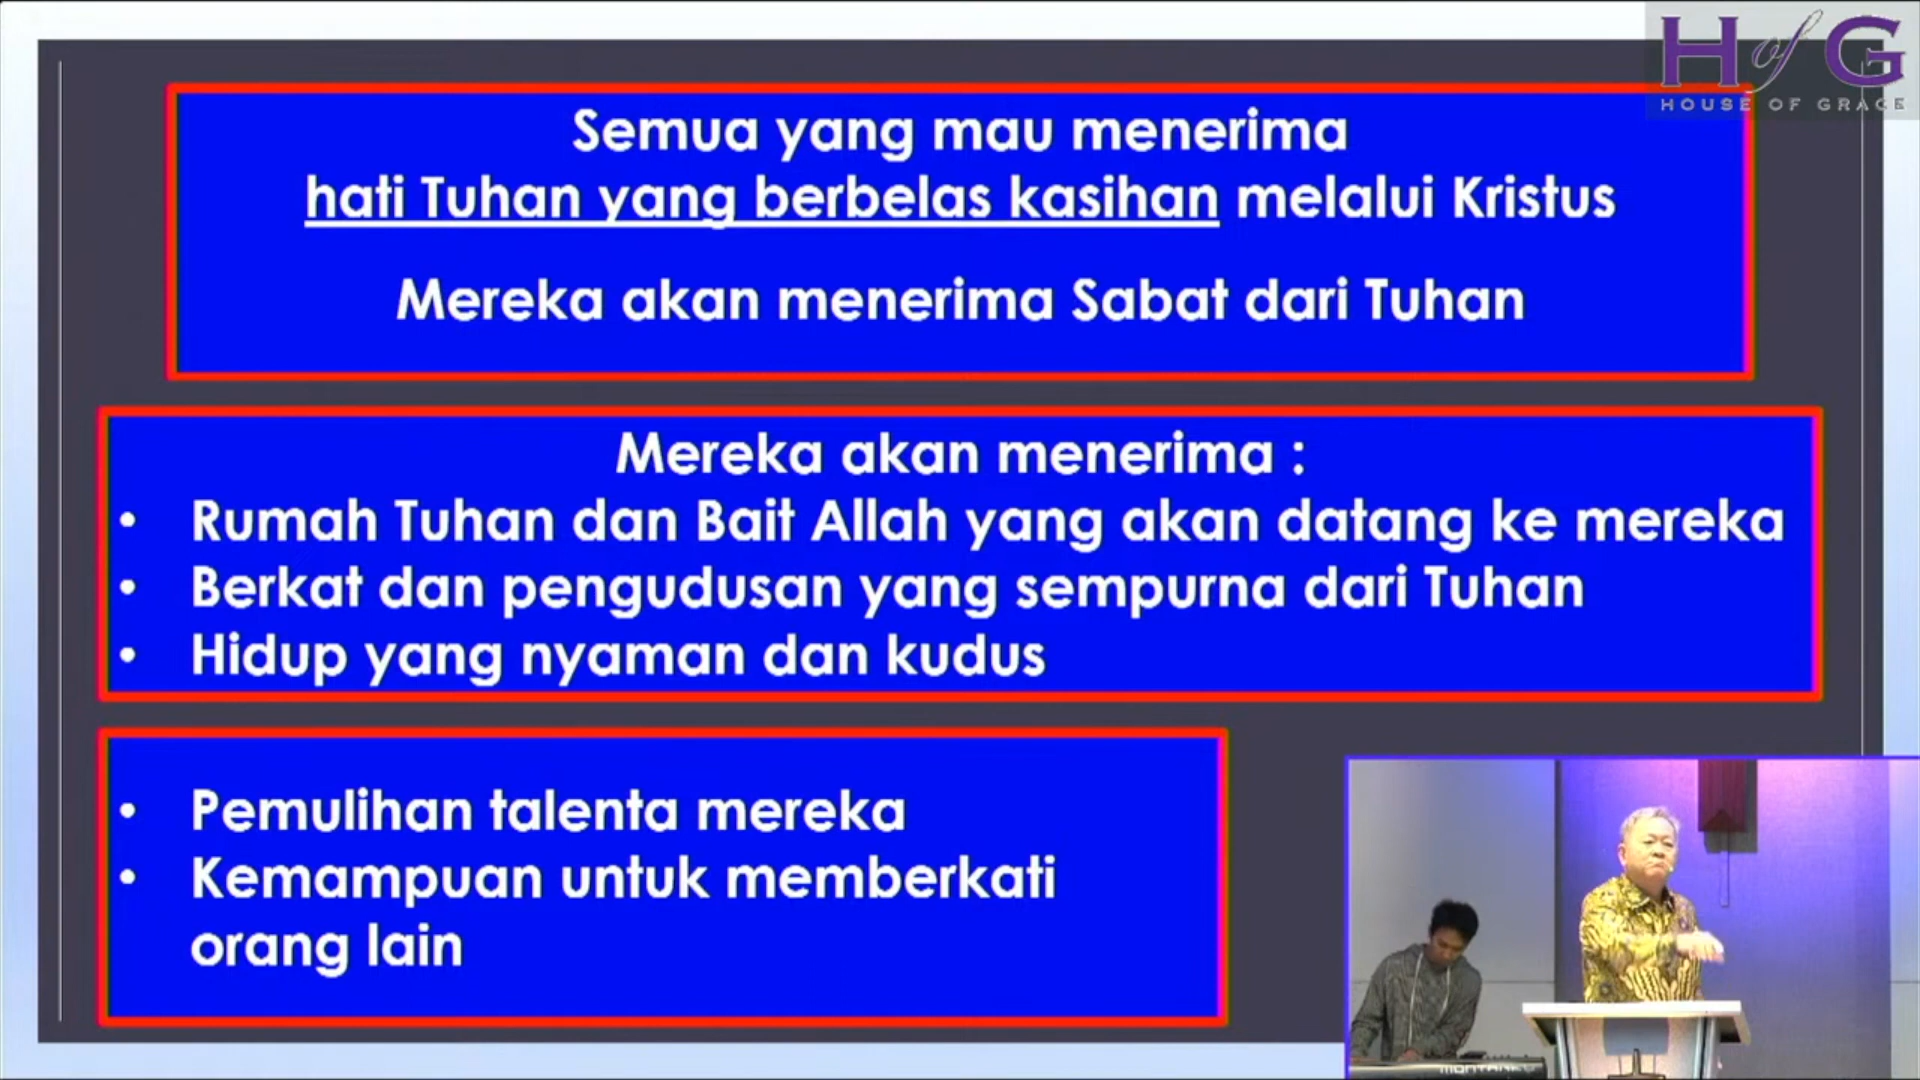 H of G
HOUSE OF GRACE
Semua yang mau menerima
hati Tuhan yang berbelas kasihan melalui Kristus
Mereka akan menerima Sabat dari Tuhan
Mereka akan menerima :
• Rumah Tuhan dan Bait Allah yang akan datang ke mereka
• Berkat dan pengudusan yang sempurna dari Tuhan
• Hidup yang nyaman dan kudus
• Pemulihan talenta mereka
• Kemampuan untuk memberkati
orang lain